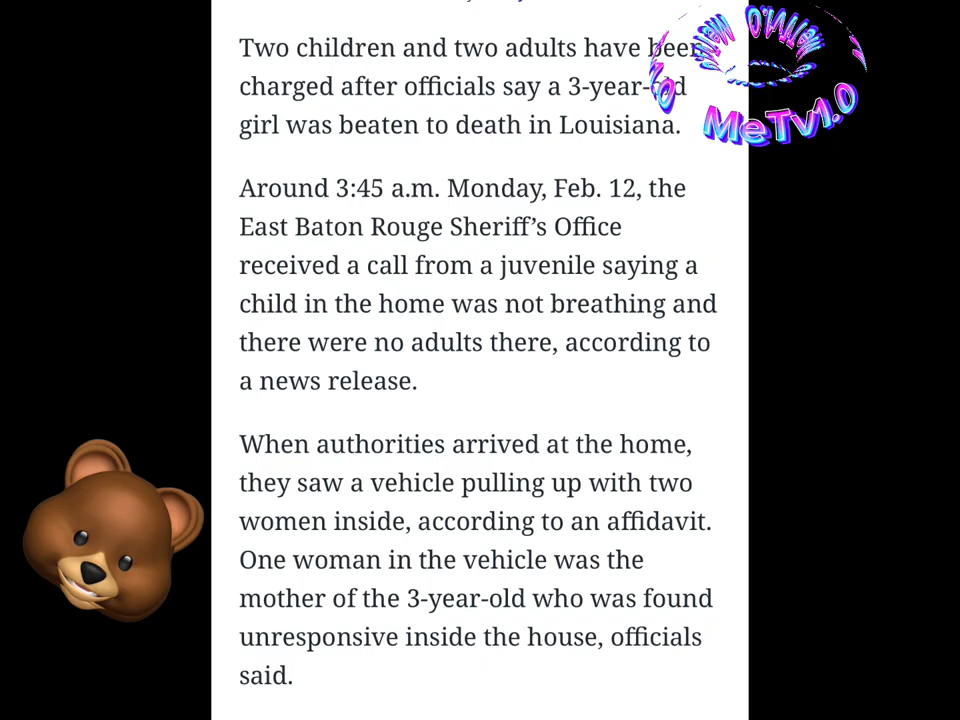 Two children and two adults have been
charged after officials say a 3-year-old
girl was beaten to death in Louisiana.
Around 3:45 a.m. Monday, Feb. 12, the
East Baton Rouge Sheriff’s Office
received a call from a juvenile saying a
child in the home was not breathing and
there were no adults there, according to
a news release.
When authorities arrived at the home,
they saw a vehicle pulling up with two
women inside, according to an affidavit.
One woman in the vehicle was the
mother of the 3-year-old who was found
unresponsive inside the house, officials
said.
MeTv1.0